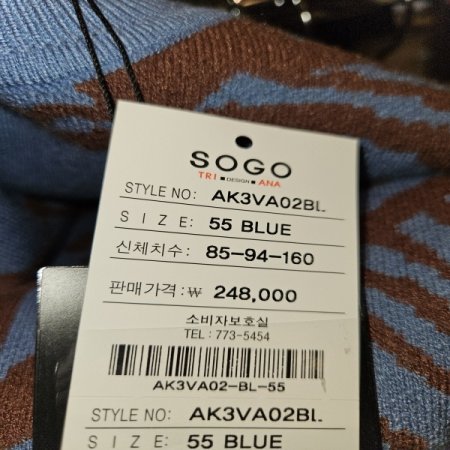 SOGO
TRI■DESIGN■ANA
STYLE NO: AK3VA02BL
SIZE: 55 BLUE
신체치수: 85-94-160
판매가격:₩ 248,000
소비자보호실
TEL: 773-5454
AK3VA02-BL-55
STYLE NO: AK3VA02BL
SIZE: 55 BLUE